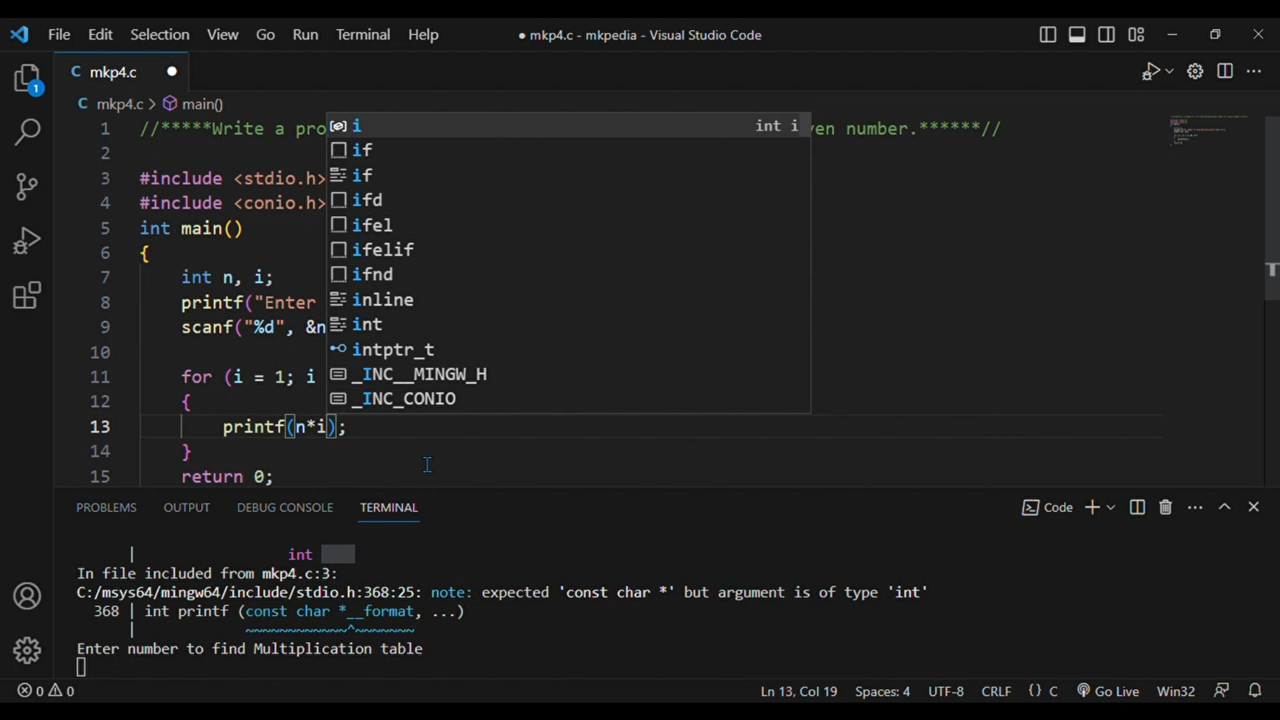 File Edit Selection View Go Run Terminal Help
● mkp4.c - mkpedia - Visual Studio Code
1
C mkp4.c
C mkp4.c > main()
1 //*****Write a pro
ven number.******//
2
3 #include <stdio.h>
4 #include <conio.h>
5 int main()
6 {
7 int n, i;
8 printf("Enter
9 scanf("%d", &n
10
11 for (i = 1; i
12 {
13 printf(n*i);
14 }
15 return 0;
i int i
if
if
ifd
ifel
ifelif
ifnd
inline
int
intptr_t
_INC__MINGW_H
_INC_CONIO
PROBLEMS OUTPUT DEBUG CONSOLE TERMINAL
Code
| int
In file included from mkp4.c:3:
C:/msys64/mingw64/include/stdio.h:368:25: note: expected 'const char *' but argument is of type 'int'
368 | int printf (const char *__format, ...)
| ~~~~~~~~~~~~^~~~~~~~
Enter number to find Multiplication table
0 0
Ln 13, Col 19 Spaces: 4 UTF-8 CRLF {} C Go Live Win32